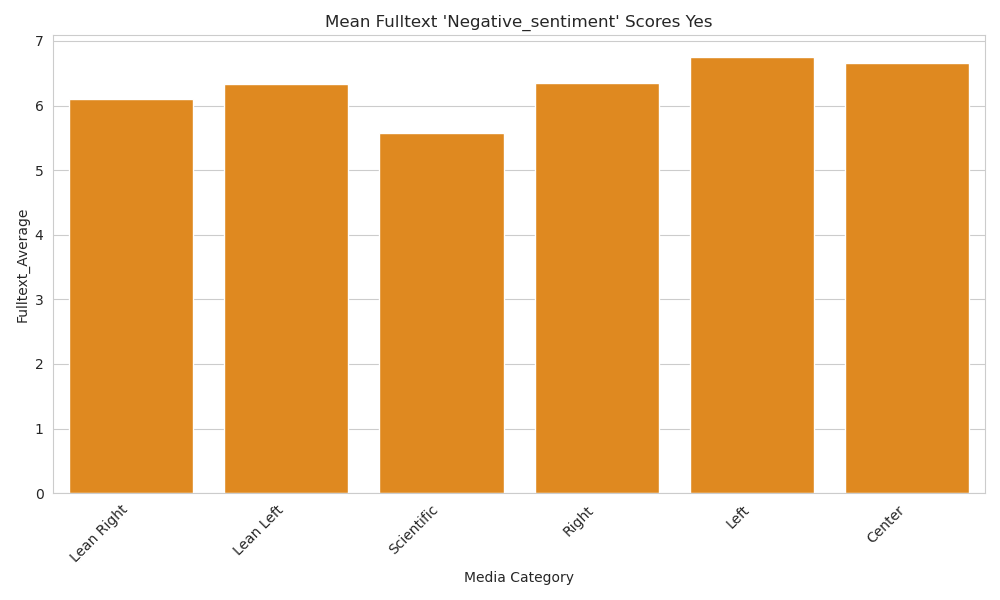 Mean Fulltext 'Negative_sentiment' Scores Yes
Fulltext_Average
7
6
5
4
3
2
1
0
Lean Right
Lean Left
Scientific
Right
Left
Center
Media Category